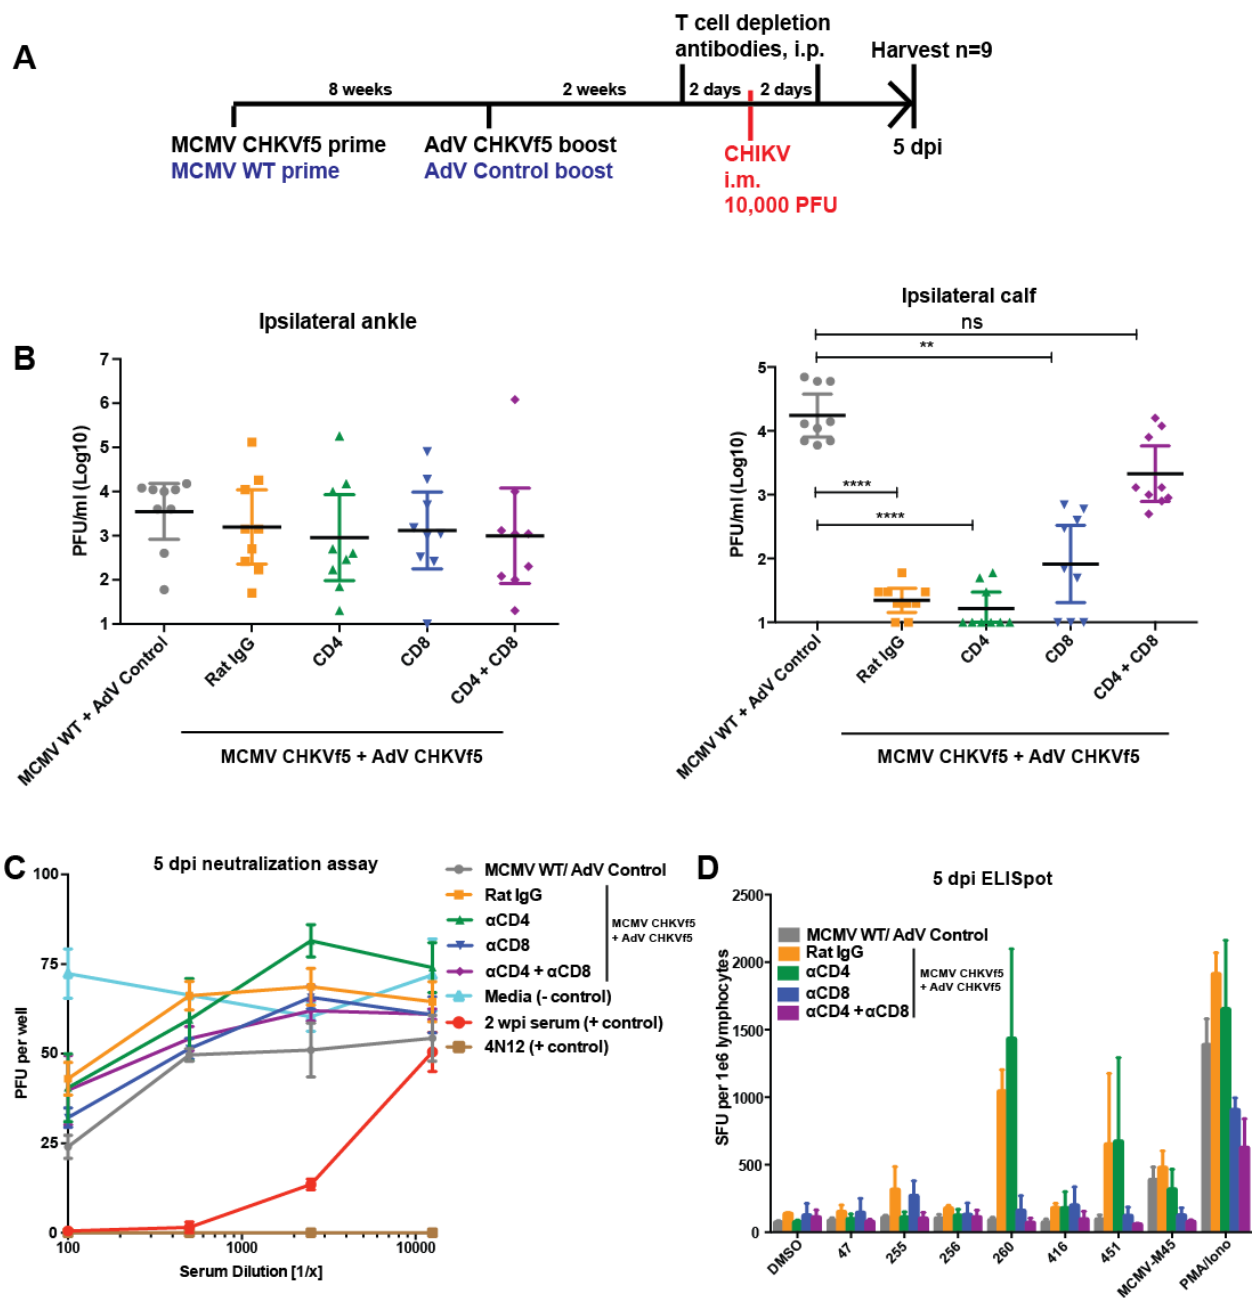 A
T cell depletion
antibodies, i.p.
Harvest n=9
8 weeks
2 weeks
2 days
2 days
MCMV CHKVf5 prime
MCMV WT prime
AdV CHKVf5 boost
AdV Control boost
CHIKV
i.m.
10,000 PFU
5 dpi
B
Ipsilateral ankle
PFU/ml (Log10)
7
6
5
4
3
2
1
MCMV WT + AdV Control
Rat IgG
CD4
CD8
CD4 + CD8
MCMV CHKVf5 + AdV CHKVf5
Ipsilateral calf
ns
**
****
****
PFU/ml (Log10)
5
4
3
2
1
MCMV WT + AdV Control
Rat IgG
CD4
CD8
CD4 + CD8
MCMV CHKVf5 + AdV CHKVf5
C
5 dpi neutralization assay
PFU per well
100
75
50
25
0
100
1000
10000
Serum Dilution [1/x]
MCMV WT/ AdV Control
Rat IgG
αCD4
αCD8
αCD4 + αCD8
MCMV CHKVf5
+ AdV CHKVf5
Media (- control)
2 wpi serum (+ control)
4N12 (+ control)
D
5 dpi ELISpot
SFU per 1e6 lymphocytes
2500
2000
1500
1000
500
0
MCMV WT/ AdV Control
Rat IgG
αCD4
αCD8
αCD4 + αCD8
MCMV CHKVf5
+ AdV CHKVf5
DMSO
47
255
256
260
416
451
MCMV-M45
PMA/Iono